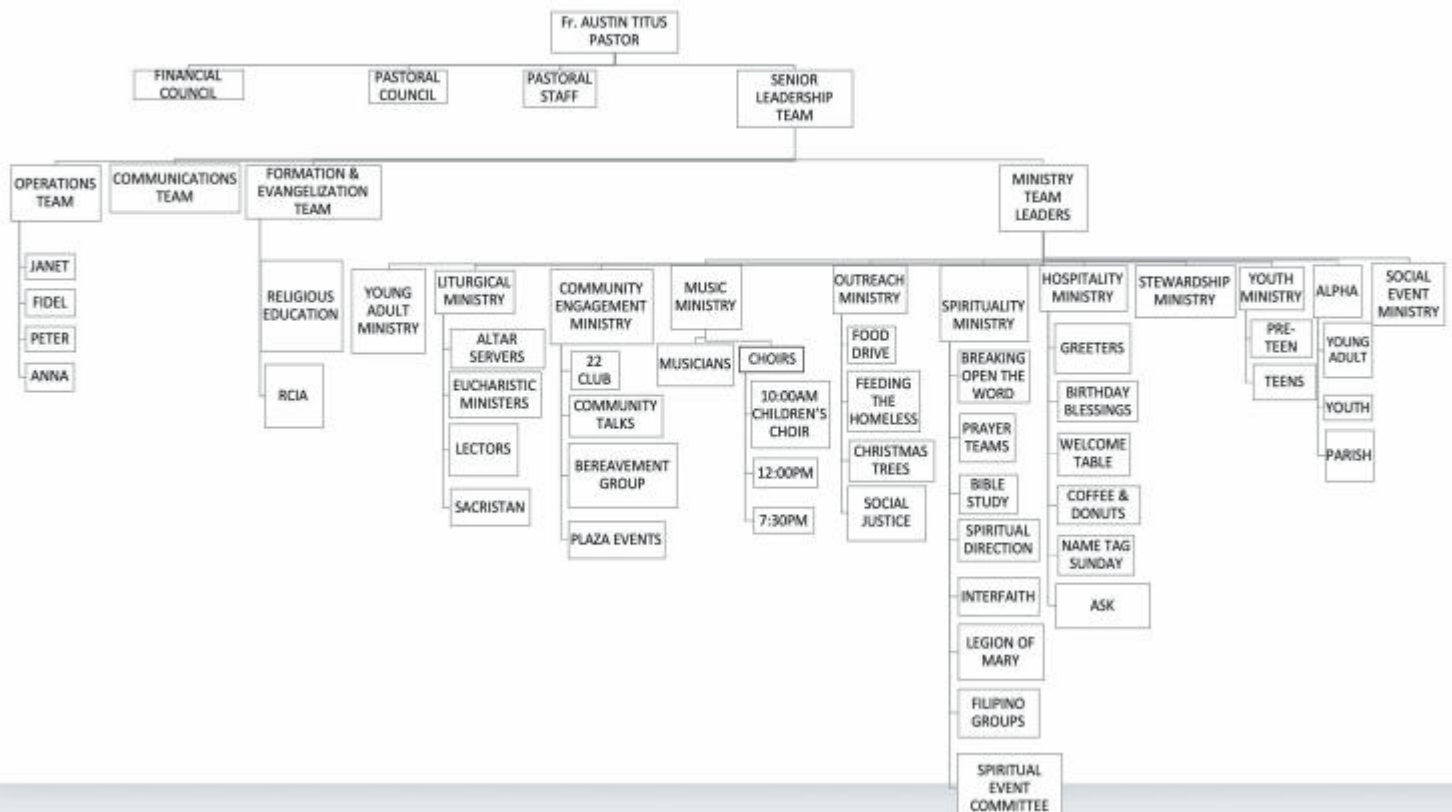 Fr. AUSTIN TITUS
PASTOR
FINANCIAL
COUNCIL
PASTORAL
COUNCIL
PASTORAL
STAFF
SENIOR
LEADERSHIP
TEAM
OPERATIONS
TEAM
COMMUNICATIONS
TEAM
FORMATION &
EVANGELIZATION
TEAM
MINISTRY
TEAM
LEADERS
JANET
FIDEL
PETER
ANNA
RELIGIOUS
EDUCATION
RCIA
YOUNG
ADULT
MINISTRY
LITURGICAL
MINISTRY
ALTAR
SERVERS
EUCHARISTIC
MINISTERS
LECTORS
SACRISTAN
COMMUNITY
ENGAGEMENT
MINISTRY
22
CLUB
COMMUNITY
TALKS
BEREAVEMENT
GROUP
PLAZA EVENTS
MUSIC
MINISTRY
MUSICIANS
CHOIRS
10:00AM
CHILDREN'S
CHOIR
12:00PM
7:30PM
OUTREACH
MINISTRY
FOOD
DRIVE
FEEDING
THE
HOMELESS
CHRISTMAS
TREES
SOCIAL
JUSTICE
SPIRITUALITY
MINISTRY
BREAKING
OPEN THE
WORD
PRAYER
TEAMS
BIBLE
STUDY
SPIRITUAL
DIRECTION
INTERFAITH
LEGION OF
MARY
FILIPINO
GROUPS
SPIRITUAL
EVENT
COMMITTEE
HOSPITALITY
MINISTRY
GREETERS
BIRTHDAY
BLESSINGS
WELCOME
TABLE
COFFEE &
DONUTS
NAME TAG
SUNDAY
ASK
STEWARDSHIP
MINISTRY
YOUTH
MINISTRY
PRE-
TEEN
TEENS
ALPHA
YOUNG
ADULT
YOUTH
PARISH
SOCIAL
EVENT
MINISTRY